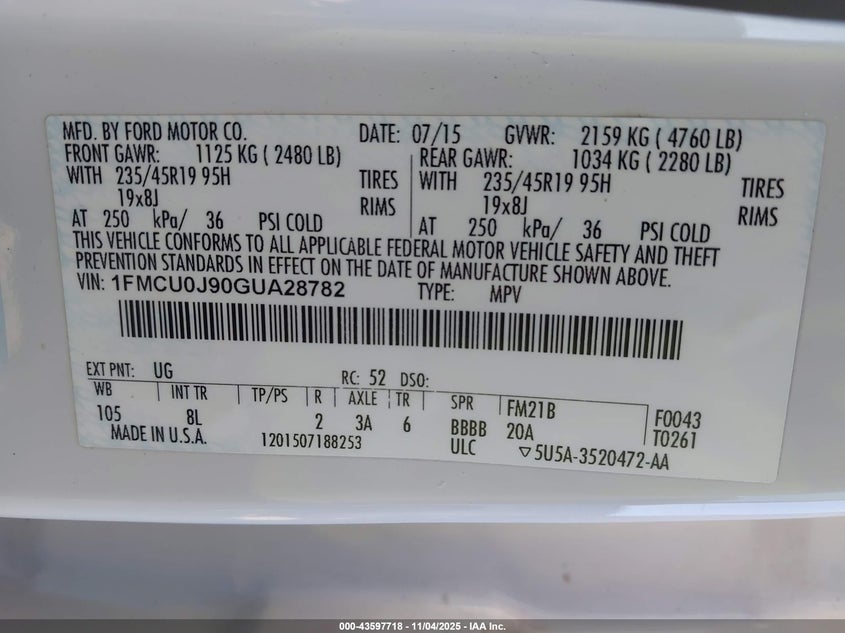 MFD. BY FORD MOTOR CO. DATE: 07/15 GVWR: 2159 KG ( 4760 LB)
FRONT GAWR: 1125 KG ( 2480 LB) REAR GAWR: 1034 KG ( 2280 LB)
WITH 235/45R19 95H TIRES WITH 235/45R19 95H TIRES
19x8J RIMS 19x8J RIMS
AT 250 kPa/ 36 PSI COLD AT 250 kPa/ 36 PSI COLD
THIS VEHICLE CONFORMS TO ALL APPLICABLE FEDERAL MOTOR VEHICLE SAFETY AND THEFT
PREVENTION STANDARDS IN EFFECT ON THE DATE OF MANUFACTURE SHOWN ABOVE.
VIN: 1FMCU0J90GUA28782 TYPE: MPV
EXT PNT: UG RC: 52 DSO:
WB INT TR TP/PS R AXLE TR SPR FM21B F0043
105 8L 2 3A 6 BBBB 20A T0261
MADE IN U.S.A. 1201507188253 ULC ▽5U5A-3520472-AA
000-43597718 - 11/04/2025 - IAA Inc.